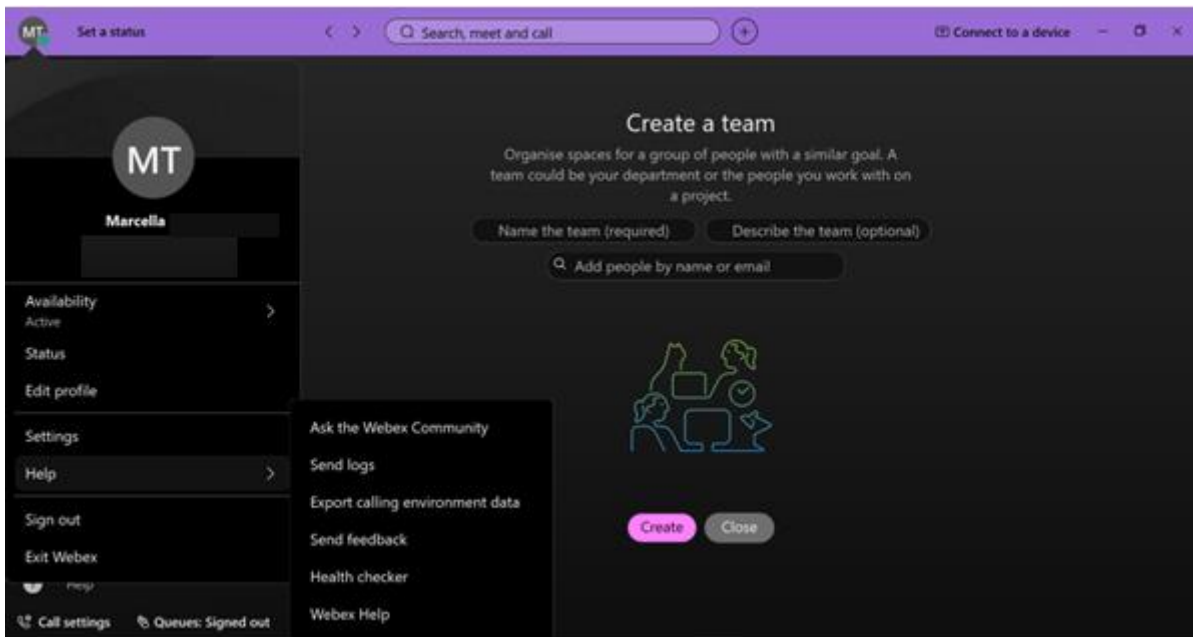 MT
Set a status
Search, meet and call
Connect to a device
MT
Marcella
Availability
Active
Status
Edit profile
Settings
Help
Sign out
Exit Webex
Help
Call settings
Queues: Signed out
Ask the Webex Community
Send logs
Export calling environment data
Send feedback
Health checker
Webex Help
Create a team
Organise spaces for a group of people with a similar goal. A
team could be your department or the people you work with on
a project.
Name the team (required)
Describe the team (optional)
Add people by name or email
Create
Close